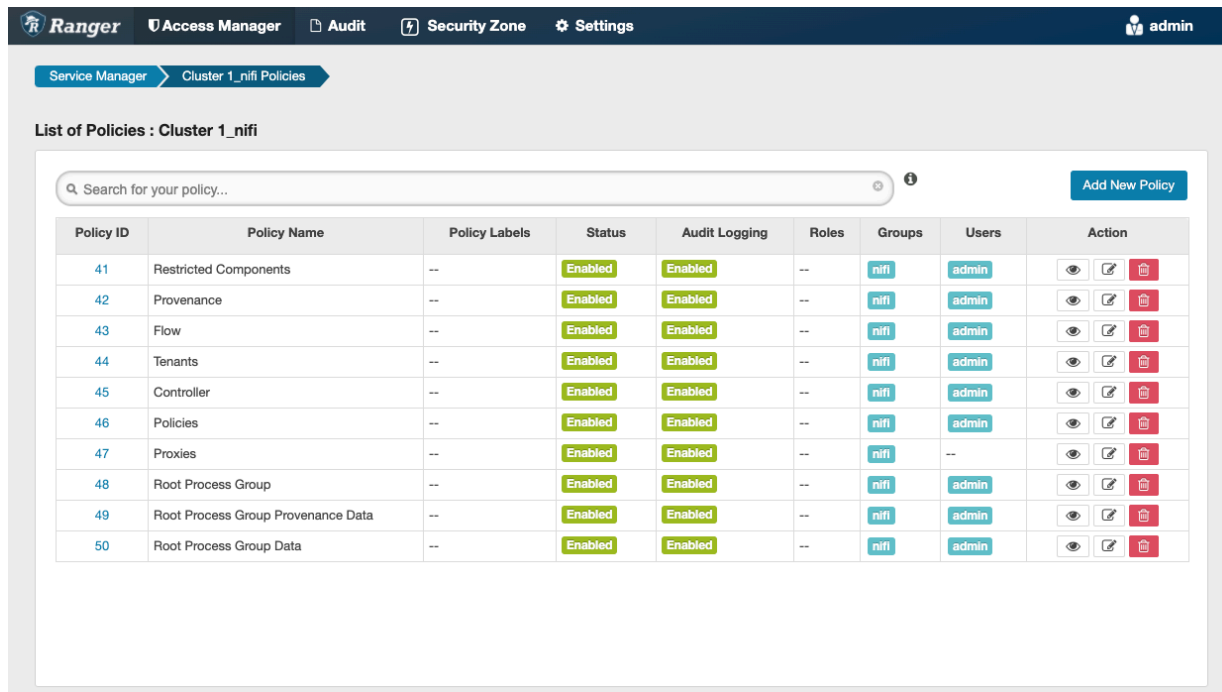 Ranger Access Manager Audit Security Zone Settings admin
Service Manager Cluster 1_nifi Policies
List of Policies : Cluster 1_nifi
Search for your policy... Add New Policy
Policy ID Policy Name Policy Labels Status Audit Logging Roles Groups Users Action
41 Restricted Components -- Enabled Enabled -- nifi admin
42 Provenance -- Enabled Enabled -- nifi admin
43 Flow -- Enabled Enabled -- nifi admin
44 Tenants -- Enabled Enabled -- nifi admin
45 Controller -- Enabled Enabled -- nifi admin
46 Policies -- Enabled Enabled -- nifi admin
47 Proxies -- Enabled Enabled -- nifi --
48 Root Process Group -- Enabled Enabled -- nifi admin
49 Root Process Group Provenance Data -- Enabled Enabled -- nifi admin
50 Root Process Group Data -- Enabled Enabled -- nifi admin